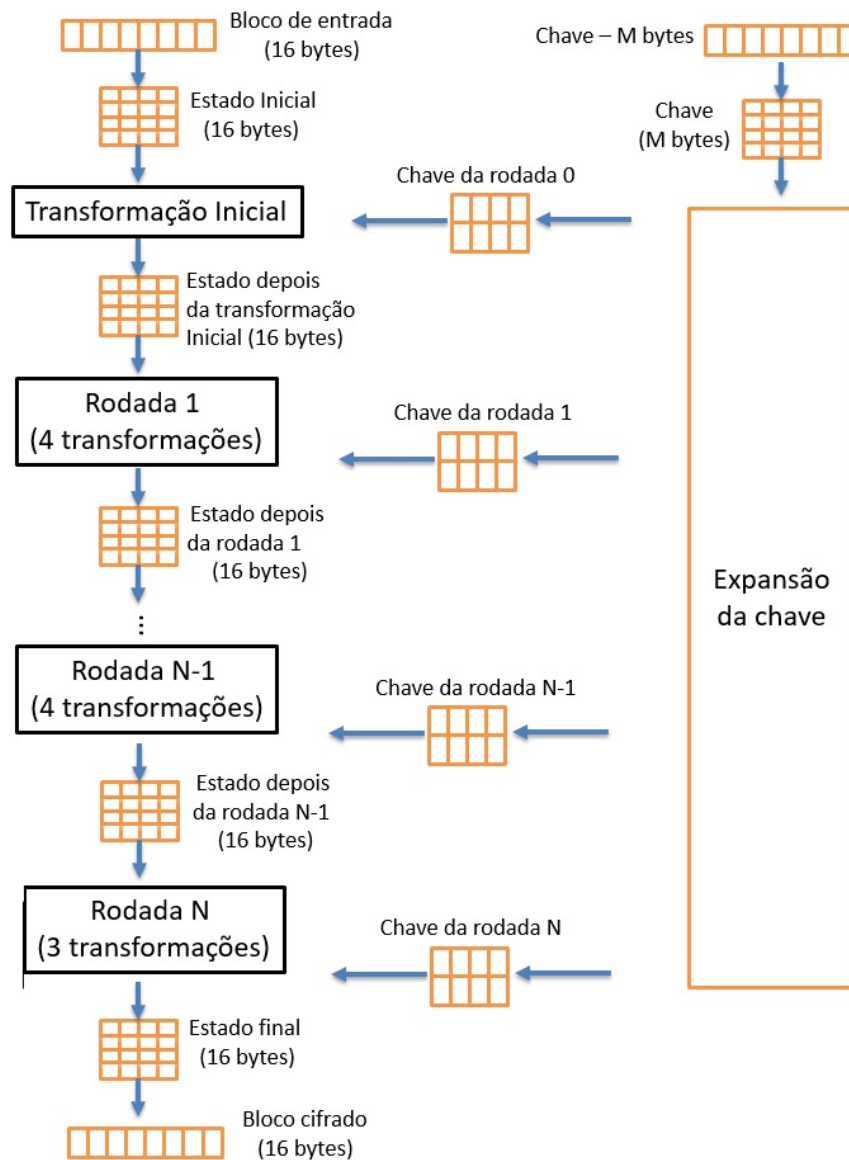 Bloco de entrada
(16 bytes)
Chave – M bytes
Estado Inicial
(16 bytes)
Chave
(M bytes)
Chave da rodada 0
Transformação Inicial
Estado depois
da transformação
Inicial (16 bytes)
Rodada 1
(4 transformações)
Chave da rodada 1
Estado depois
da rodada 1
(16 bytes)
...
Expansão
da chave
Rodada N-1
(4 transformações)
Chave da rodada N-1
Estado depois
da rodada N-1
(16 bytes)
Rodada N
(3 transformações)
Chave da rodada N
Estado final
(16 bytes)
Bloco cifrado
(16 bytes)